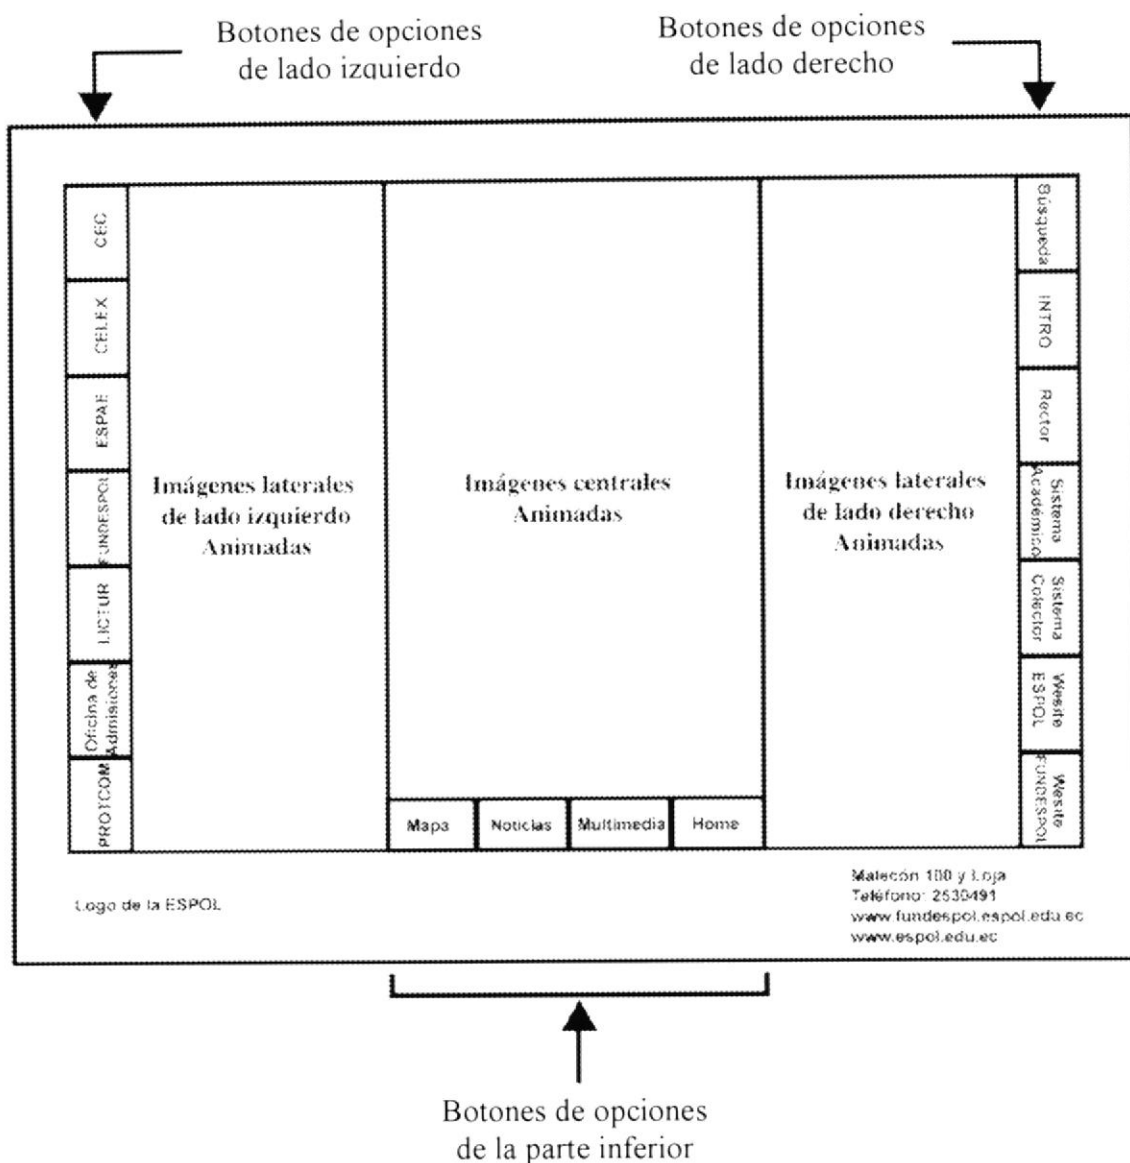 Botones de opciones
de lado izquierdo
Botones de opciones
de lado derecho
CEC
CELEX
ESPAE
FUNDESPOL
LICTUR
Oficina de
Admisiones
PROTCOM
Imágenes laterales
de lado izquierdo
Animadas
Imágenes centrales
Animadas
Imágenes laterales
de lado derecho
Animadas
Búsqueda
INTRO
Rector
Sistema
Académico
Sistema
Colector
Wesite
ESPOL
Wesite
FUNDESPOL
Mapa
Noticias
Multimedia
Home
Logo de la ESPOL
Malecón 100 y Loja
Teléfono: 2530491
www.fundespol.espol.edu.ec
www.espol.edu.ec
Botones de opciones
de la parte inferior